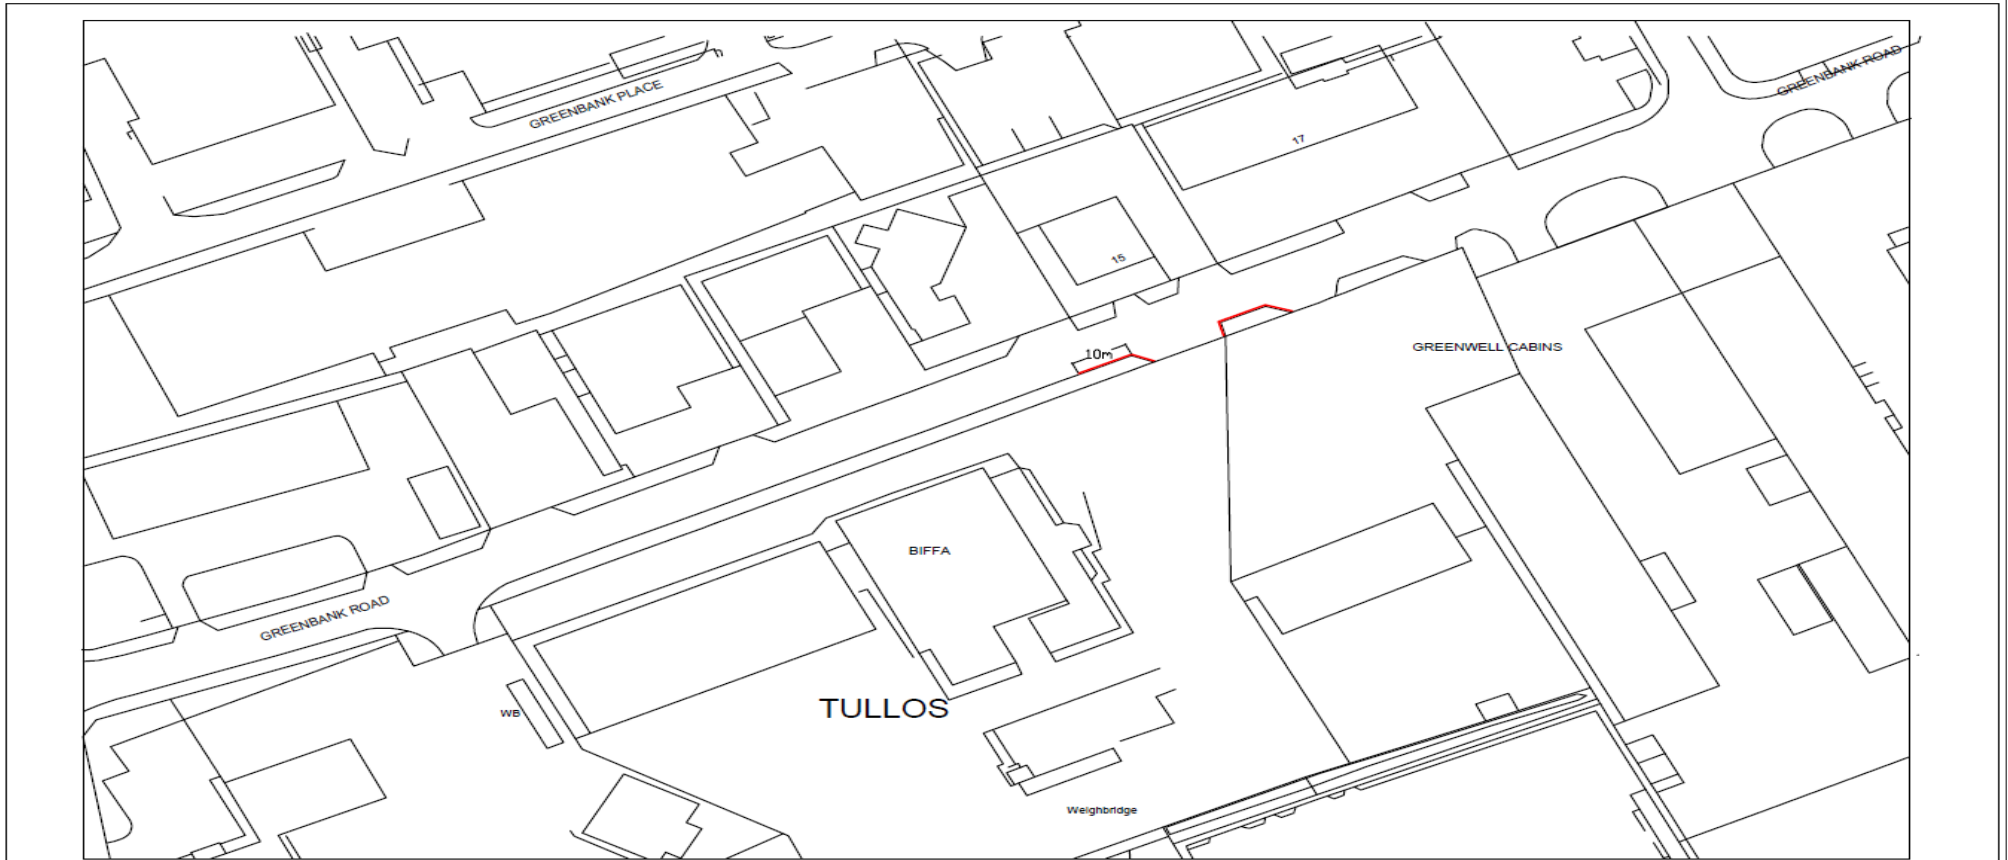 GREENBANK PLACE
GREENBANK ROAD
17
15
10m
GREENWELL CABINS
BIFFA
GREENBANK ROAD
TULLOS
WB
Weighbridge